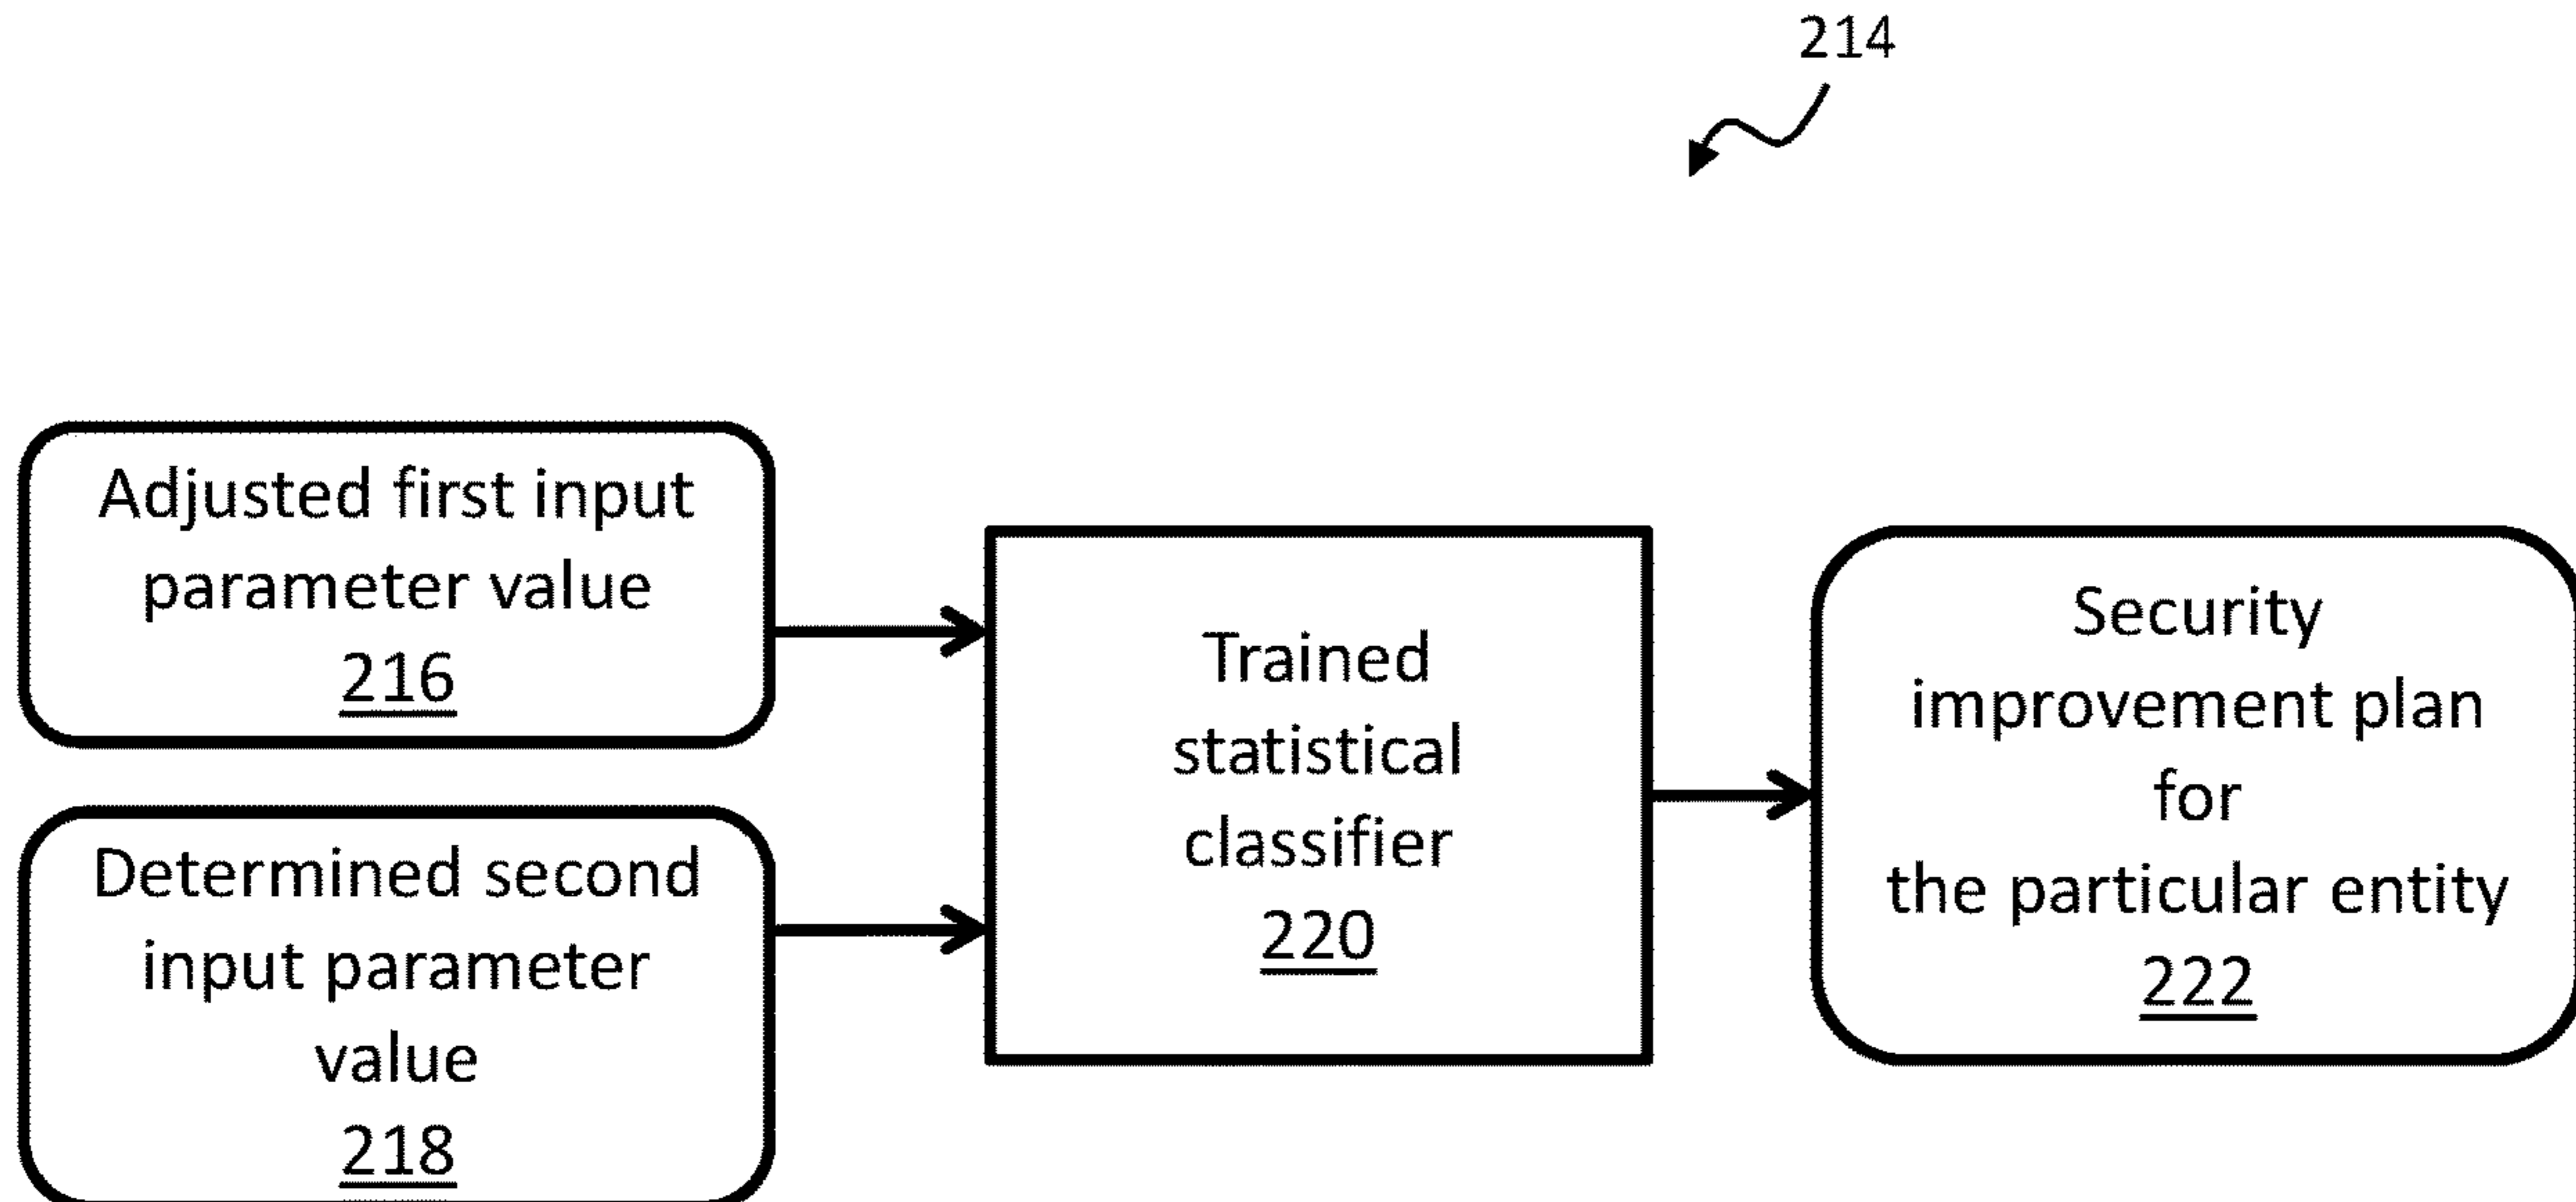 214
Adjusted first input
parameter value
216
Determined second
input parameter
value
218
Trained
statistical
classifier
220
Security
improvement plan
for
the particular entity
222